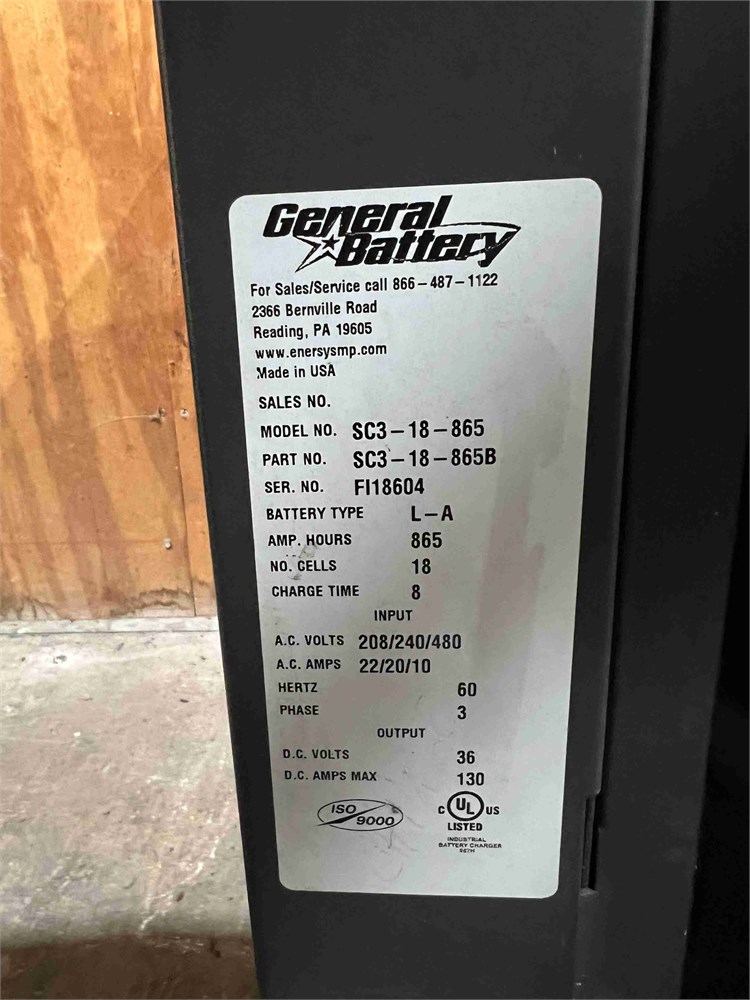 General
Battery
For Sales/Service call 866-487-1122
2366 Bernville Road
Reading, PA 19605
www.enersysmp.com
Made in USA
SALES NO.
MODEL NO. SC3-18-865
PART NO. SC3-18-865B
SER. NO. FI18604
BATTERY TYPE L-A
AMP. HOURS 865
NO. CELLS 18
CHARGE TIME 8
INPUT
A.C. VOLTS 208/240/480
A.C. AMPS 22/20/10
HERTZ 60
PHASE 3
OUTPUT
D.C. VOLTS 36
D.C. AMPS MAX 130
ISO 9000
C UL US
LISTED
INDUSTRIAL
BATTERY CHARGER